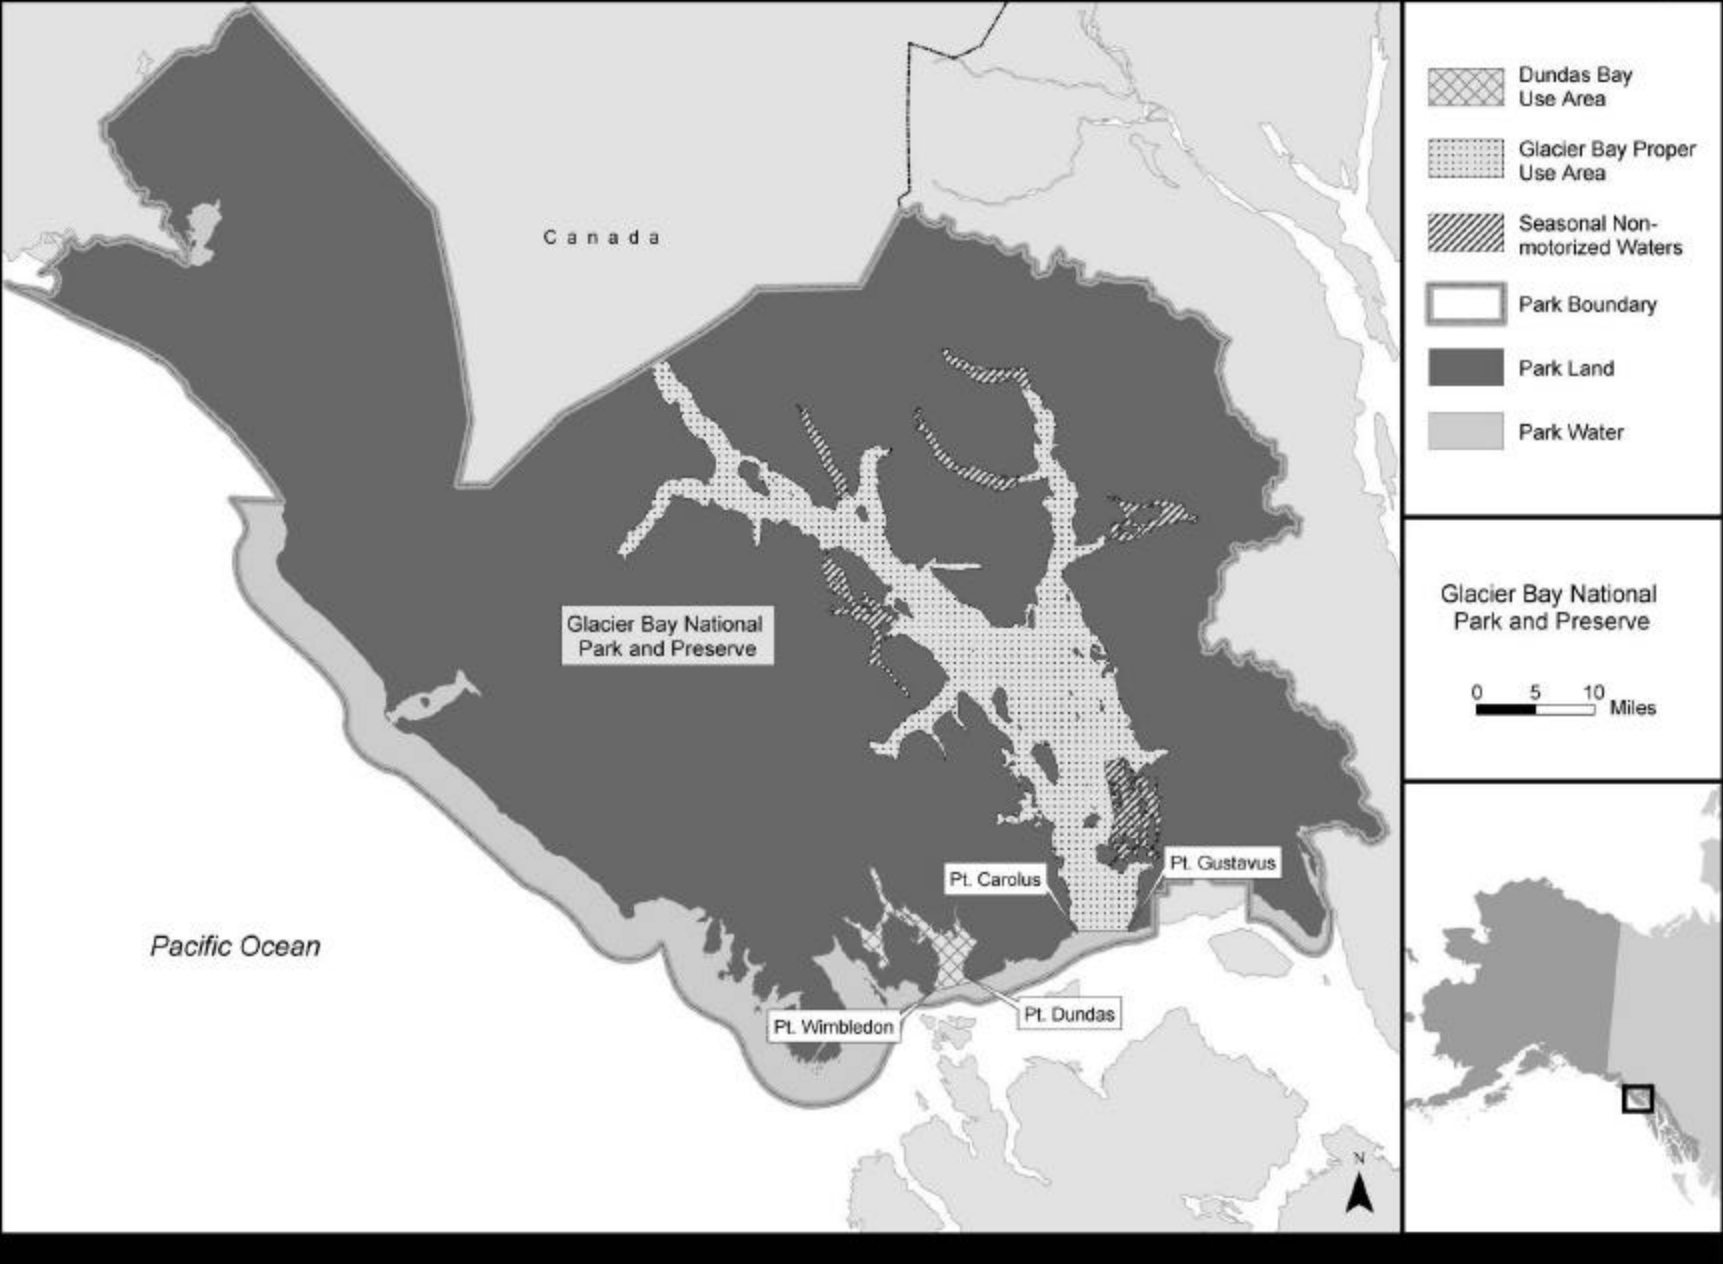 Canada
Glacier Bay National
Park and Preserve
Pt. Carolus
Pt. Gustavus
Pacific Ocean
Pt. Wimbledon
Pt. Dundas
N
Dundas Bay
Use Area
Glacier Bay Proper
Use Area
Seasonal Non-
motorized Waters
Park Boundary
Park Land
Park Water
Glacier Bay National
Park and Preserve
0 5 10
Miles